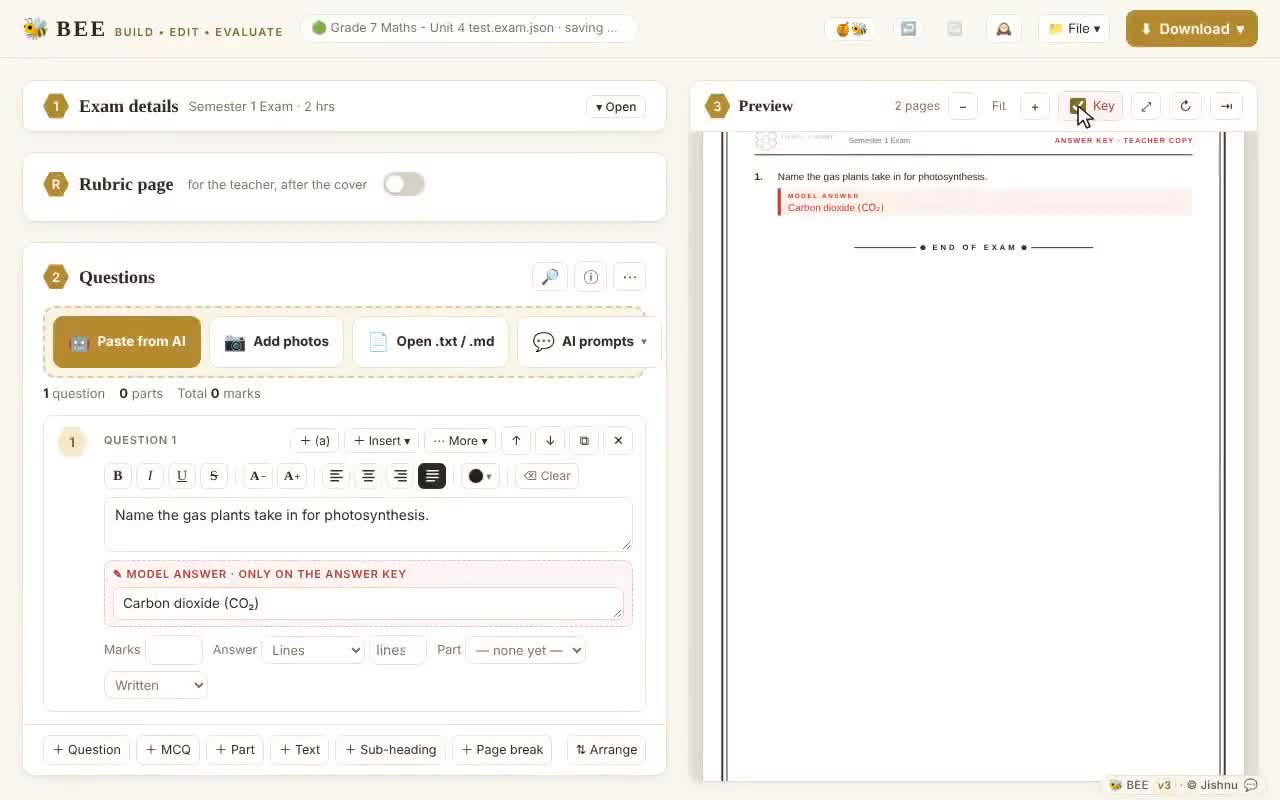 BEE BUILD • EDIT • EVALUATE
Grade 7 Maths - Unit 4 test.exam.json · saving ...
File ▾
Download ▾
1 Exam details Semester 1 Exam · 2 hrs
▾ Open
R Rubric page for the teacher, after the cover
2 Questions
Paste from AI
Add photos
Open .txt / .md
AI prompts ▾
1 question 0 parts Total 0 marks
1 QUESTION 1
+ (a)
+ Insert ▾
··· More ▾
B I U S A− A+
Clear
Name the gas plants take in for photosynthesis.
✎ MODEL ANSWER · ONLY ON THE ANSWER KEY
Carbon dioxide (CO₂)
Marks Answer Lines lines Part — none yet —
Written
+ Question + MCQ + Part + Text + Sub-heading + Page break ⇅ Arrange
3 Preview 2 pages − Fit + Key
Semester 1 Exam ANSWER KEY · TEACHER COPY
1. Name the gas plants take in for photosynthesis.
MODEL ANSWER
Carbon dioxide (CO₂)
● END OF EXAM ●
BEE v3 · © Jishnu